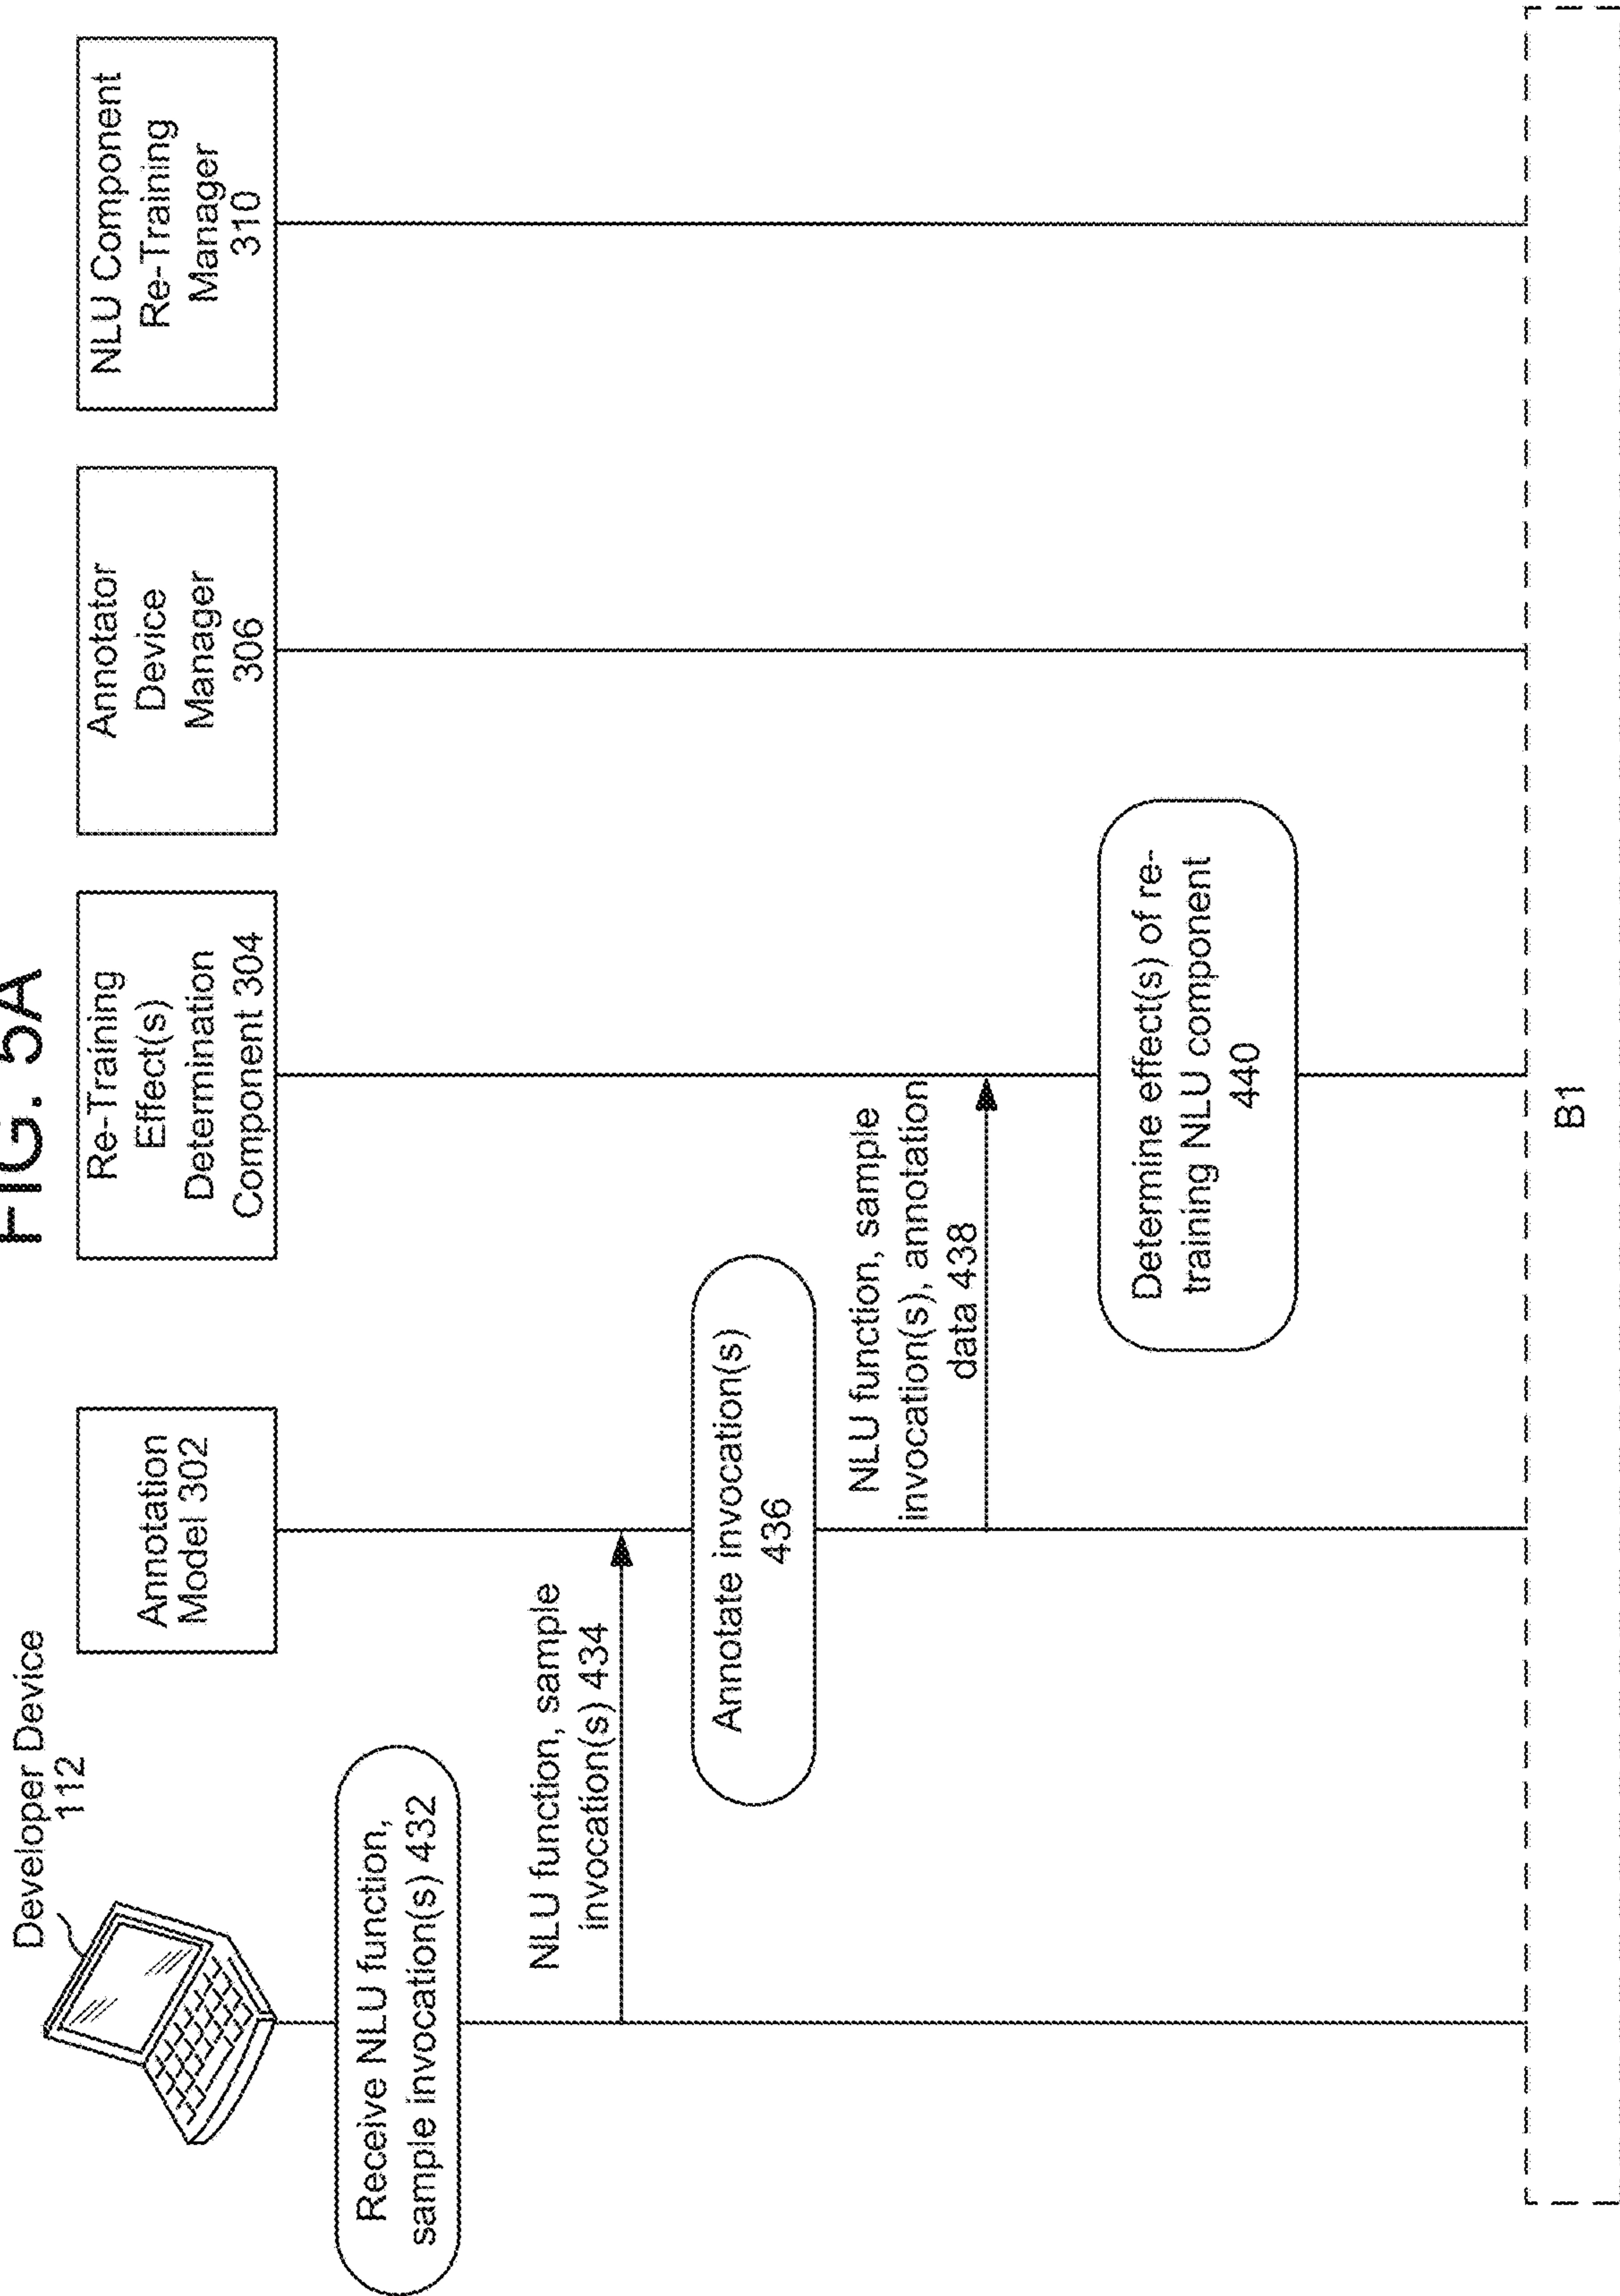 FIG. 5A
Developer Device
112
Annotation
Model 302
Re-Training
Effect(s)
Determination
Component 304
Annotator
Device
Manager
306
NLU Component
Re-Training
Manager
310
Receive NLU function,
sample invocation(s) 432
NLU function, sample
invocation(s) 434
Annotate invocation(s)
436
NLU function, sample
invocation(s), annotation
data 438
Determine effect(s) of re-
training NLU component
440
B1